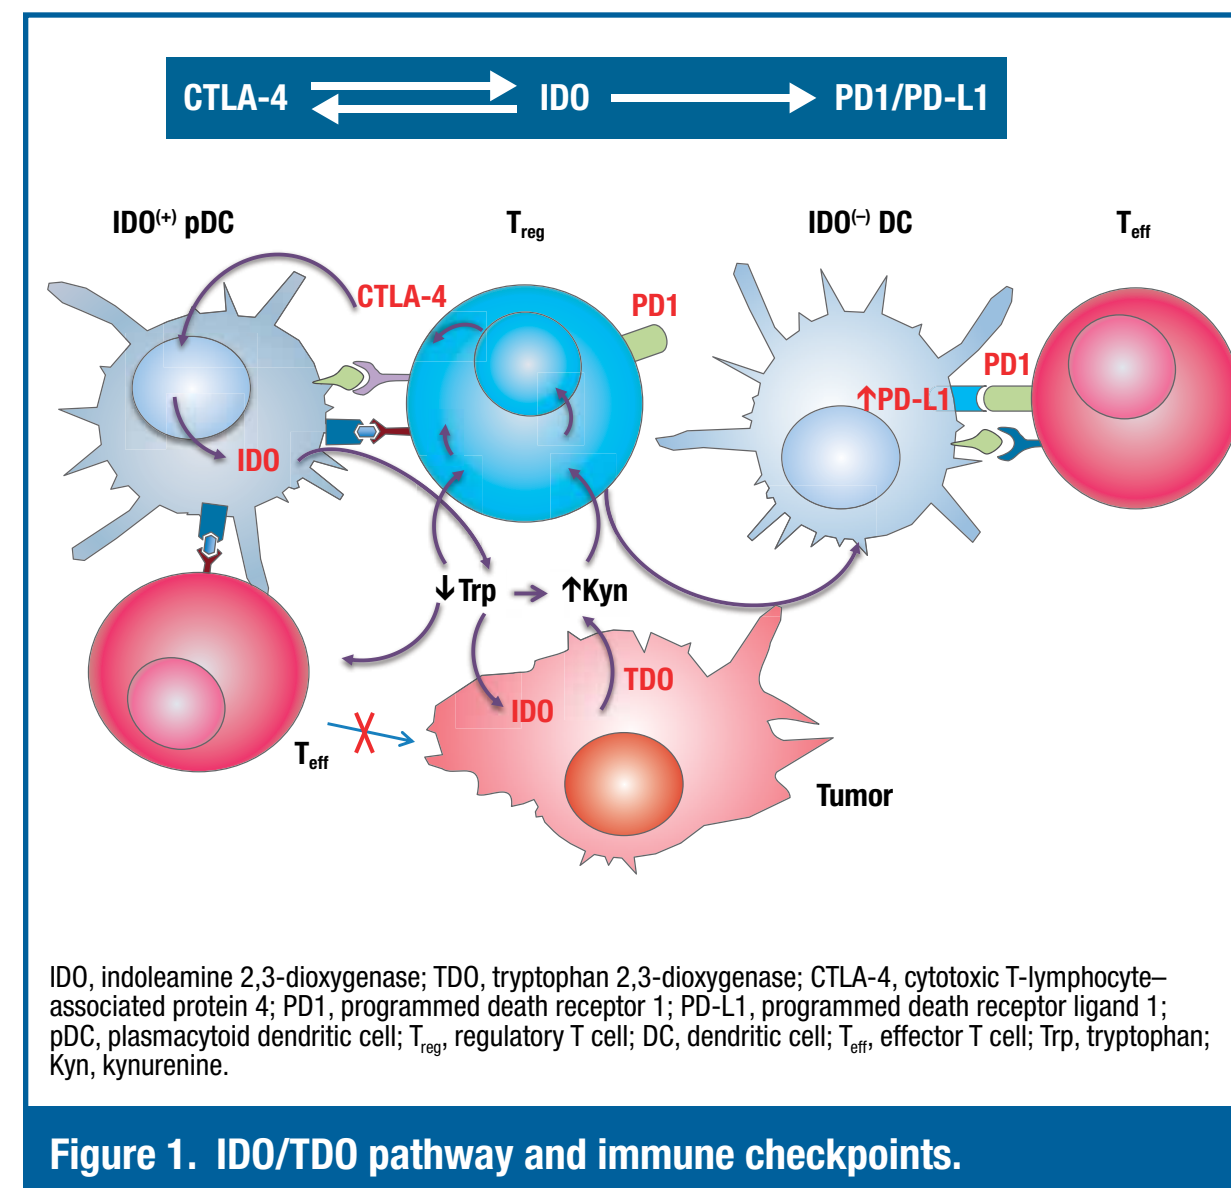 CTLA-4 IDO PD1/PD-L1
IDO(+) pDC
Treg
IDO(–) DC
Teff
CTLA-4
PD1
PD1
↑PD-L1
IDO
↓Trp
↑Kyn
TDO
IDO
Teff
Tumor
IDO, indoleamine 2,3-dioxygenase; TDO, tryptophan 2,3-dioxygenase; CTLA-4, cytotoxic T-lymphocyte–
associated protein 4; PD1, programmed death receptor 1; PD-L1, programmed death receptor ligand 1;
pDC, plasmacytoid dendritic cell; Treg, regulatory T cell; DC, dendritic cell; Teff, effector T cell; Trp, tryptophan;
Kyn, kynurenine.
Figure 1. IDO/TDO pathway and immune checkpoints.